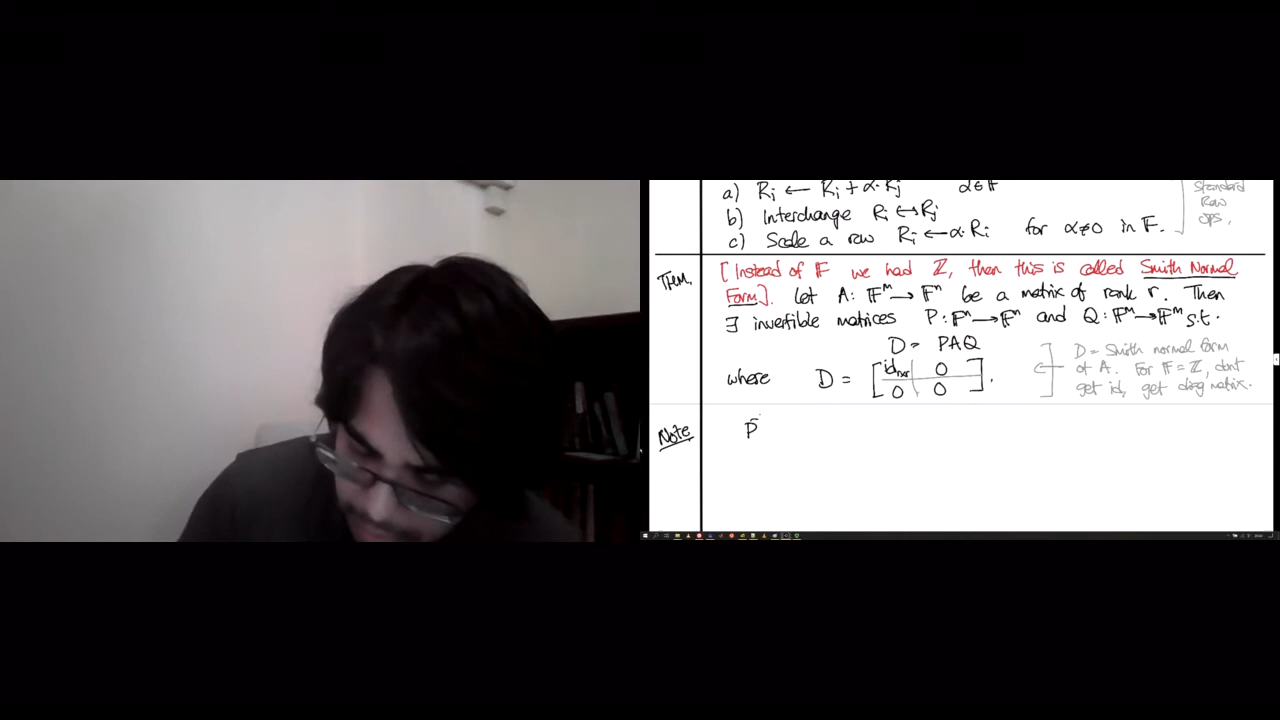 a) Rᵢ ← Rᵢ + α·Rⱼ α∈𝔽
b) Interchange Rᵢ ↔ Rⱼ
c) Scale a row Rᵢ ← α·Rᵢ for α≠0 in 𝔽.
Standard
Row
ops.
Thm.
[Instead of 𝔽 we had ℤ, then this is called Smith Normal
Form]. Let A: 𝔽ᵐ → 𝔽ⁿ be a matrix of rank r. Then
∃ invertible matrices P: 𝔽ⁿ → 𝔽ⁿ and Q: 𝔽ᵐ → 𝔽ᵐ s.t.
D = PAQ
where D = [id_{r×r} 0
0 0].
D = Smith normal form
of A. For 𝔽 = ℤ, dont
get id, get diag matrix.
Note
P